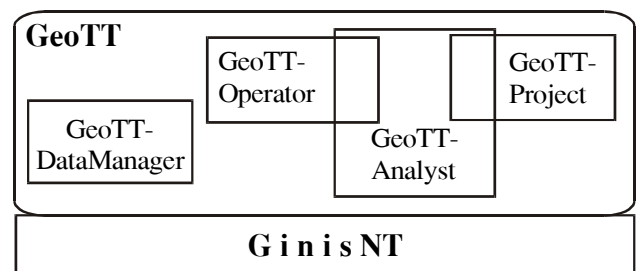 GeoTT
GeoTT-
Operator
GeoTT-
Project
GeoTT-
DataManager
GeoTT-
Analyst
G i n i s NT